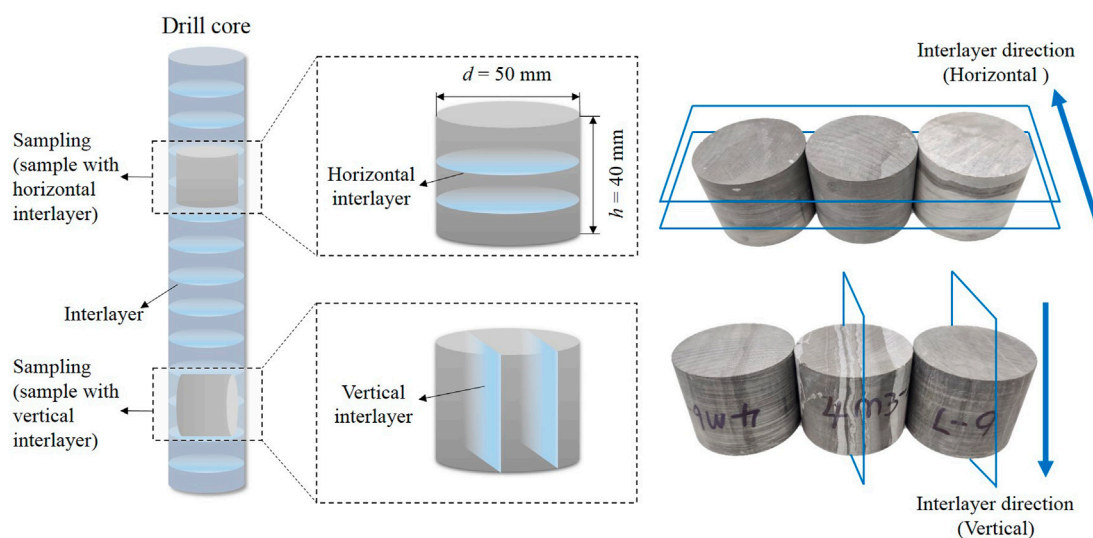 Drill core
Sampling
(sample with
horizontal
interlayer)
Interlayer
Sampling
(sample with
vertical
interlayer)
d = 50 mm
h = 40 mm
Horizontal
interlayer
Vertical
interlayer
Interlayer direction
(Horizontal )
4m3
L--9
Interlayer direction
(Vertical)